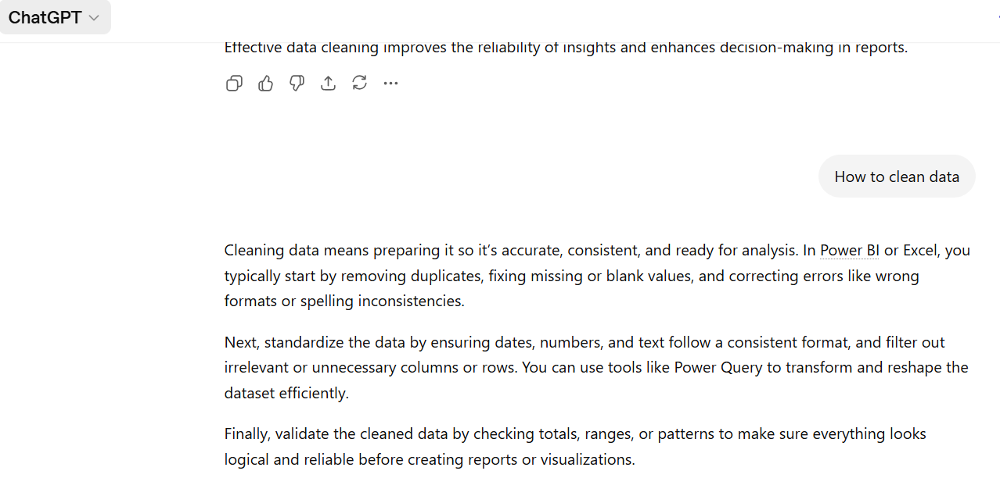 ChatGPT
Effective data cleaning improves the reliability of insights and enhances decision-making in reports.
How to clean data
Cleaning data means preparing it so it’s accurate, consistent, and ready for analysis. In Power BI or Excel, you
typically start by removing duplicates, fixing missing or blank values, and correcting errors like wrong
formats or spelling inconsistencies.
Next, standardize the data by ensuring dates, numbers, and text follow a consistent format, and filter out
irrelevant or unnecessary columns or rows. You can use tools like Power Query to transform and reshape the
dataset efficiently.
Finally, validate the cleaned data by checking totals, ranges, or patterns to make sure everything looks
logical and reliable before creating reports or visualizations.